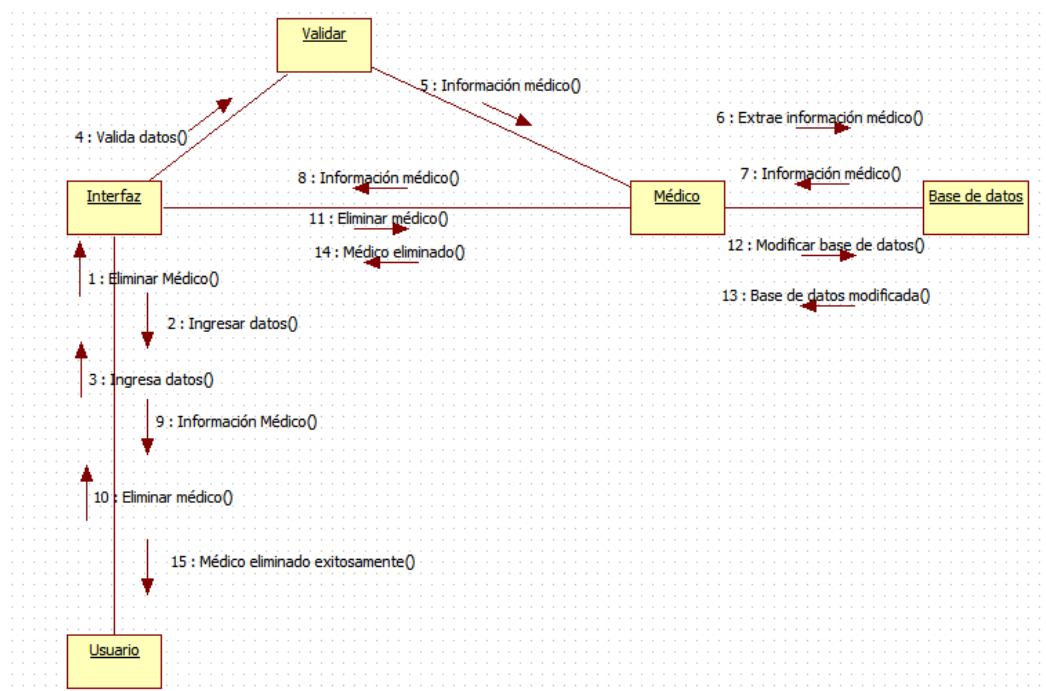 Validar
5 : Información médico()
6 : Extrae información médico()
4 : Valida datos()
8 : Información médico()
7 : Información médico()
Interfaz
Médico
Base de datos
11 : Eliminar médico()
14 : Médico eliminado()
12 : Modificar base de datos()
1 : Eliminar Médico()
13 : Base de datos modificada()
2 : Ingresar datos()
3 : Ingresa datos()
9 : Información Médico()
10 : Eliminar médico()
15 : Médico eliminado exitosamente()
Usuario